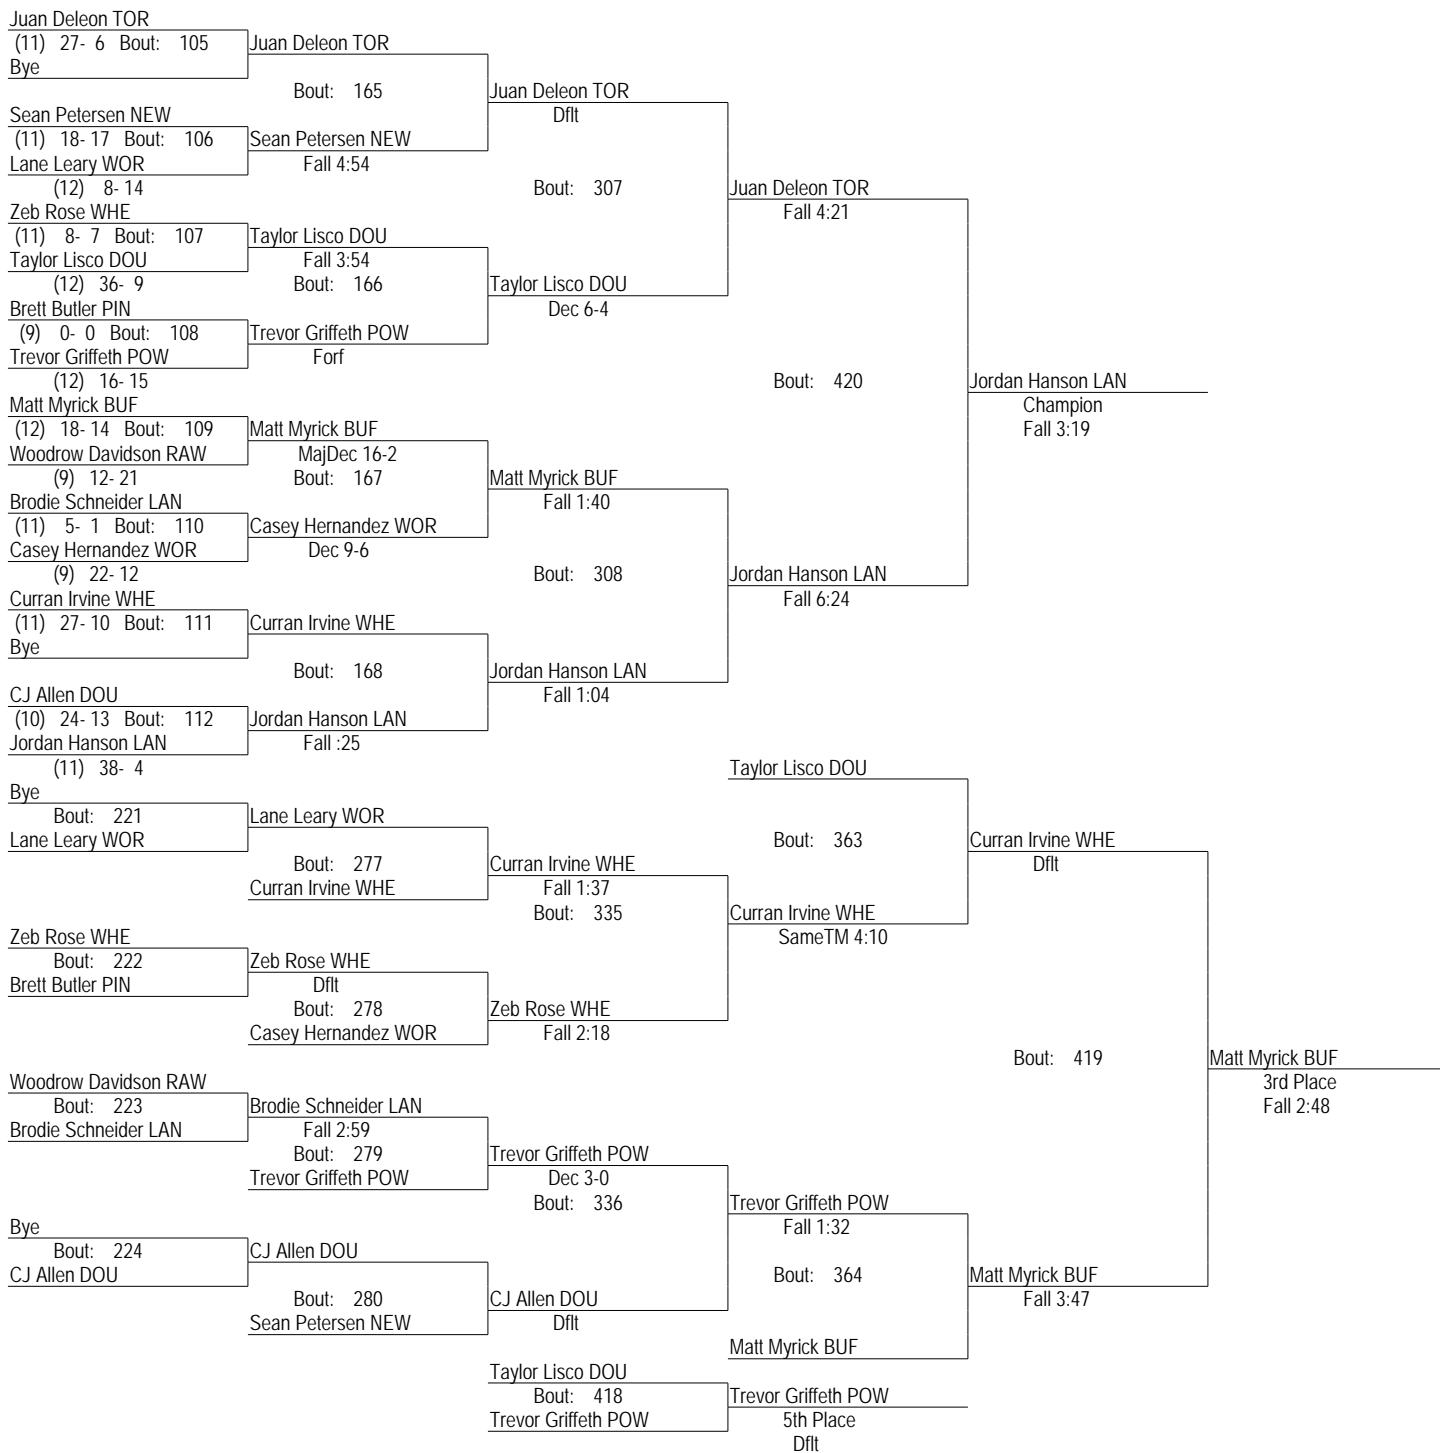 Juan Deleon TOR
(11) 27- 6 Bout: 105 Juan Deleon TOR
Bye
Bout: 165 Juan Deleon TOR
Sean Petersen NEW Dflt
(11) 18- 17 Bout: 106 Sean Petersen NEW
Lane Leary WOR Fall 4:54
(12) 8- 14 Bout: 307 Juan Deleon TOR
Zeb Rose WHE Fall 4:21
(11) 8- 7 Bout: 107 Taylor Lisco DOU
Taylor Lisco DOU Fall 3:54
(12) 36- 9 Bout: 166 Taylor Lisco DOU
Brett Butler PIN Dec 6-4
(9) 0- 0 Bout: 108 Trevor Griffeth POW
Trevor Griffeth POW Forf
(12) 16- 15 Bout: 420 Jordan Hanson LAN
Matt Myrick BUF Champion
(12) 18- 14 Bout: 109 Matt Myrick BUF Fall 3:19
Woodrow Davidson RAW MajDec 16-2
(9) 12- 21 Bout: 167 Matt Myrick BUF
Brodie Schneider LAN Fall 1:40
(11) 5- 1 Bout: 110 Casey Hernandez WOR
Casey Hernandez WOR Dec 9-6
(9) 22- 12 Bout: 308 Jordan Hanson LAN
Curran Irvine WHE Fall 6:24
(11) 27- 10 Bout: 111 Curran Irvine WHE
Bye
Bout: 168 Jordan Hanson LAN
CJ Allen DOU Fall 1:04
(10) 24- 13 Bout: 112 Jordan Hanson LAN
Jordan Hanson LAN Fall :25
(11) 38- 4 Taylor Lisco DOU
Bye
Bout: 221 Lane Leary WOR
Lane Leary WOR Bout: 363 Curran Irvine WHE
Bout: 277 Curran Irvine WHE Dflt
Curran Irvine WHE Fall 1:37
Bout: 335 Curran Irvine WHE
Zeb Rose WHE SameTM 4:10
Bout: 222 Zeb Rose WHE
Brett Butler PIN Dflt
Bout: 278 Zeb Rose WHE
Casey Hernandez WOR Fall 2:18
Bout: 419 Matt Myrick BUF
Woodrow Davidson RAW 3rd Place
Bout: 223 Brodie Schneider LAN Fall 2:48
Brodie Schneider LAN Fall 2:59
Bout: 279 Trevor Griffeth POW
Trevor Griffeth POW Dec 3-0
Bout: 336 Trevor Griffeth POW
Bye Fall 1:32
Bout: 224 CJ Allen DOU
CJ Allen DOU Bout: 364 Matt Myrick BUF
Bout: 280 CJ Allen DOU Fall 3:47
Sean Petersen NEW Dflt
Matt Myrick BUF
Taylor Lisco DOU
Bout: 418 Trevor Griffeth POW
Trevor Griffeth POW 5th Place
Dflt